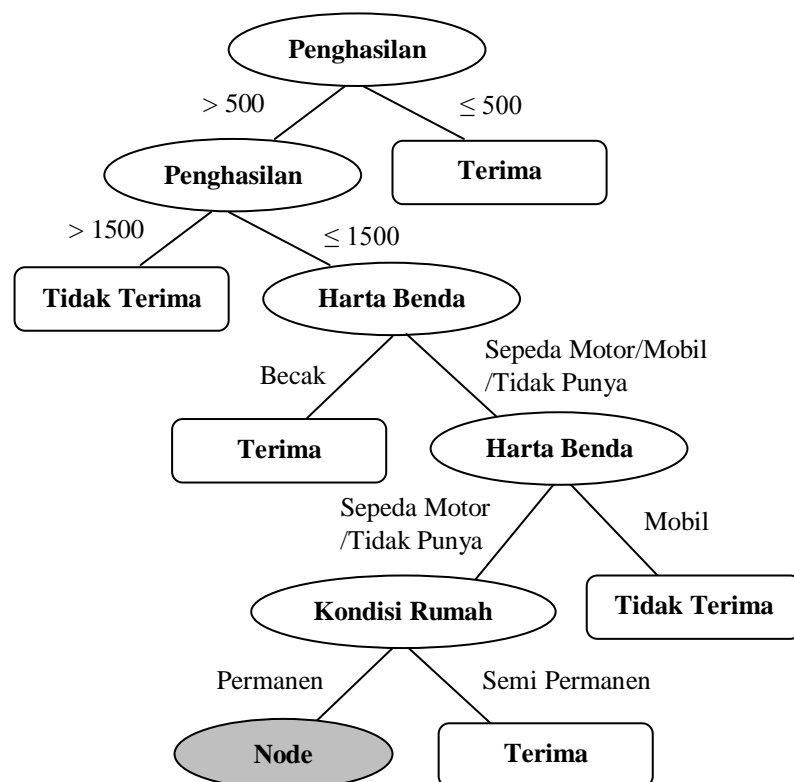 Penghasilan
> 500
≤ 500
Penghasilan
Terima
> 1500
≤ 1500
Tidak Terima
Harta Benda
Becak
Sepeda Motor/Mobil
/Tidak Punya
Terima
Harta Benda
Sepeda Motor
/Tidak Punya
Mobil
Kondisi Rumah
Tidak Terima
Permanen
Semi Permanen
Node
Terima